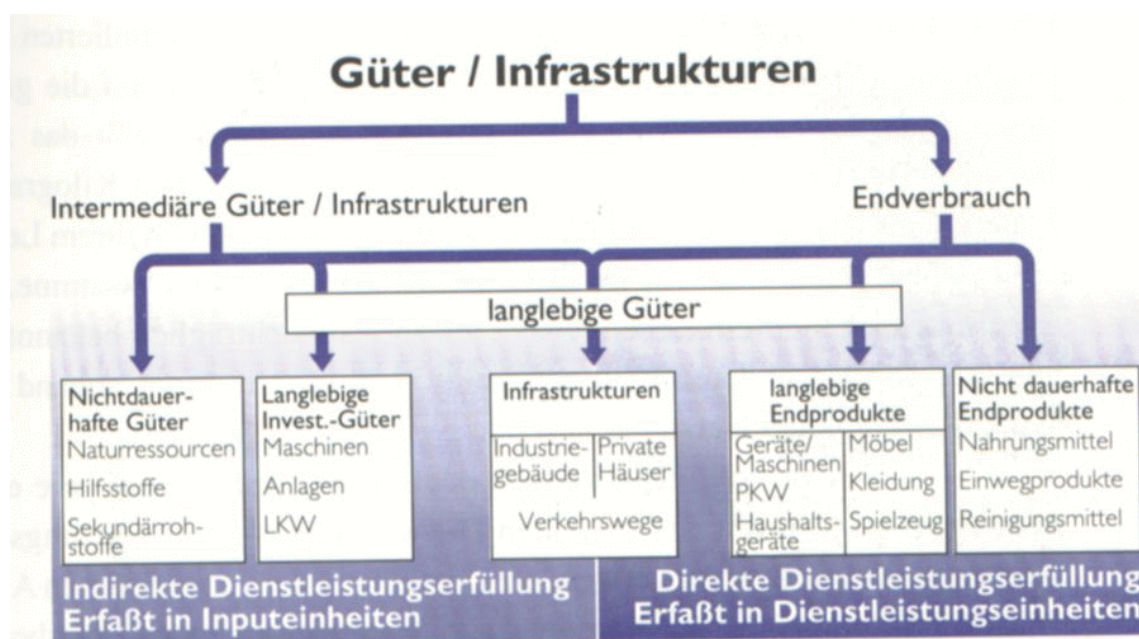 Güter / Infrastrukturen
Intermediäre Güter / Infrastrukturen
Endverbrauch
langlebige Güter
Nichtdauer-
hafte Güter
Naturressourcen
Hilfsstoffe
Sekundärroh-
stoffe
Langlebige
Invest.-Güter
Maschinen
Anlagen
LKW
Infrastrukturen
Industrie-
gebäude
Private
Häuser
Verkehrswege
langlebige
Endprodukte
Geräte/
Maschinen
PKW
Haushalts-
geräte
Möbel
Kleidung
Spielzeug
Nicht dauerhafte
Endprodukte
Nahrungsmittel
Einwegprodukte
Reinigungsmittel
Indirekte Dienstleistungserfüllung
Erfaßt in Inputeinheiten
Direkte Dienstleistungserfüllung
Erfaßt in Dienstleistungseinheiten